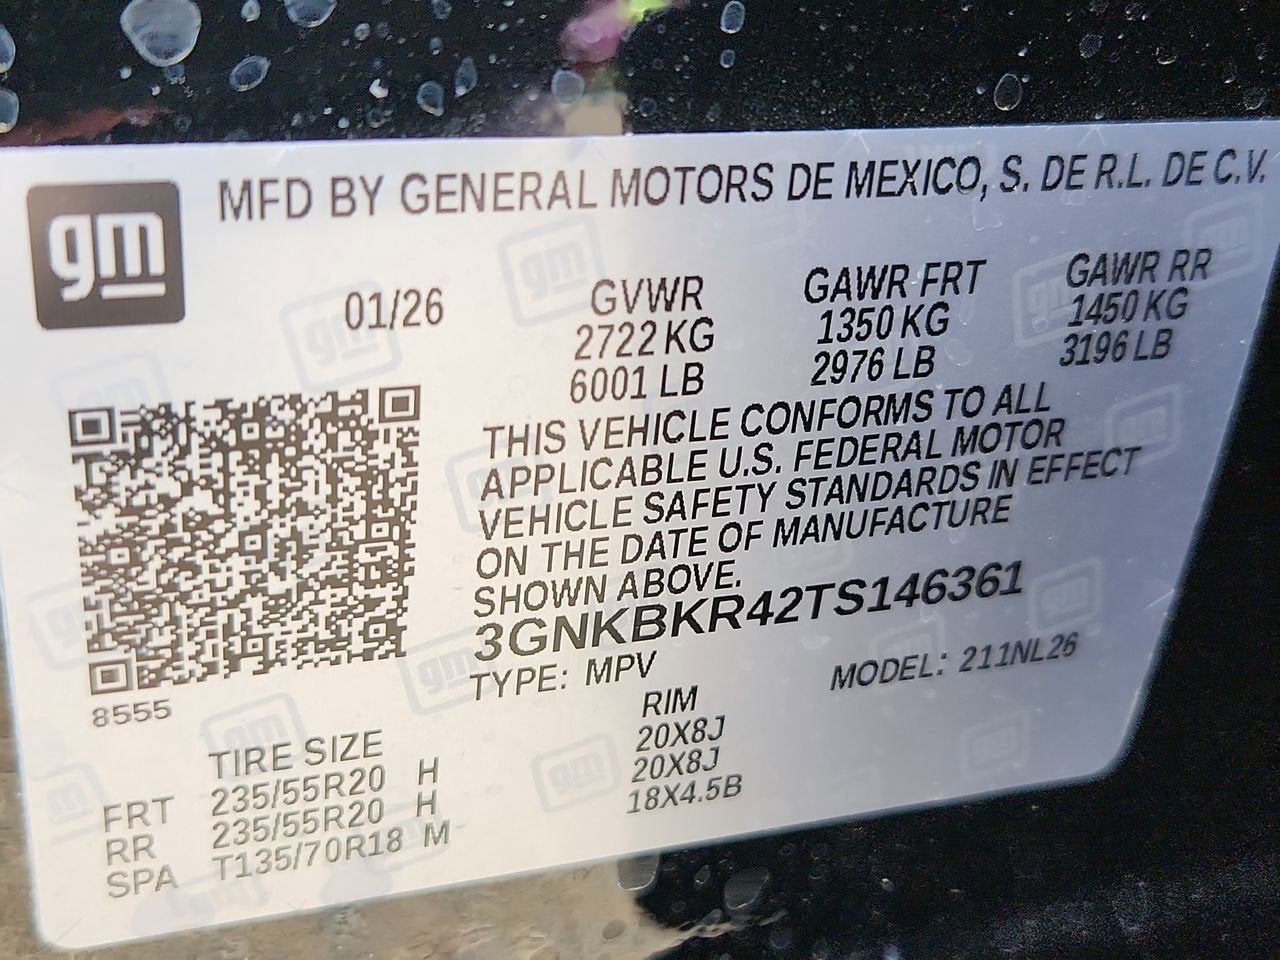 gm
MFD BY GENERAL MOTORS DE MEXICO, S. DE R.L. DE C.V.
01/26 GVWR GAWR FRT GAWR RR
2722 KG 1350 KG 1450 KG
6001 LB 2976 LB 3196 LB
THIS VEHICLE CONFORMS TO ALL
APPLICABLE U.S. FEDERAL MOTOR
VEHICLE SAFETY STANDARDS IN EFFECT
ON THE DATE OF MANUFACTURE
SHOWN ABOVE.
3GNKBKR42TS146361
TYPE: MPV MODEL: 211NL26
8555
TIRE SIZE RIM
FRT 235/55R20 H 20X8J
RR 235/55R20 H 20X8J
SPA T135/70R18 M 18X4.5B